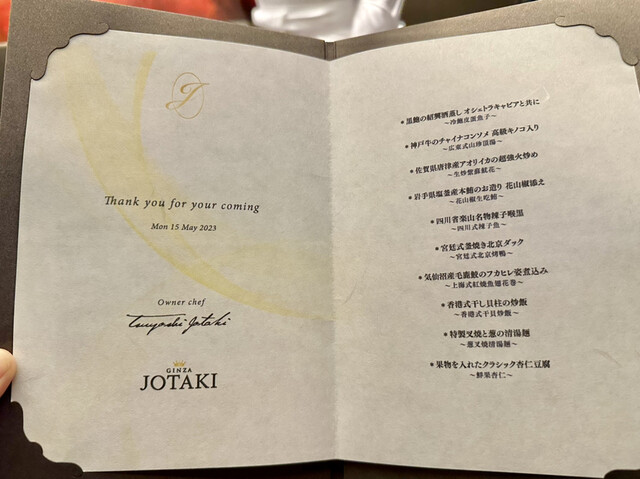 J
Thank you for your coming
Mon 15 May 2023
Owner chef
Tsuyoshi Jotaki
GINZA
JOTAKI
●黒鮑の紹興酒蒸し オシェトラキャビアと共に
～冷鮑皮蛋魚子～
●神戸牛のチャイナコンソメ 高級キノコ入り
～広東式山珍頂湯～
●佐賀県唐津産アオリイカの超強火炒め
～生炒紫蘇魷花～
●岩手県塩釜産本鮪のお造り 花山椒添え
～花山椒生吃鮪～
●四川省楽山名物辣子喉黒
～四川式辣子魚～
●宮廷式釜焼き北京ダック
～宮廷式北京烤鴨～
●気仙沼産毛鹿鮫のフカヒレ姿煮込み
～上海式紅焼魚翅花巻～
●香港式干し貝柱の炒飯
～香港式干貝炒飯～
●特製叉焼と葱の清湯麺
～葱叉焼清湯麺～
●果物を入れたクラシック杏仁豆腐
～鮮果杏仁～